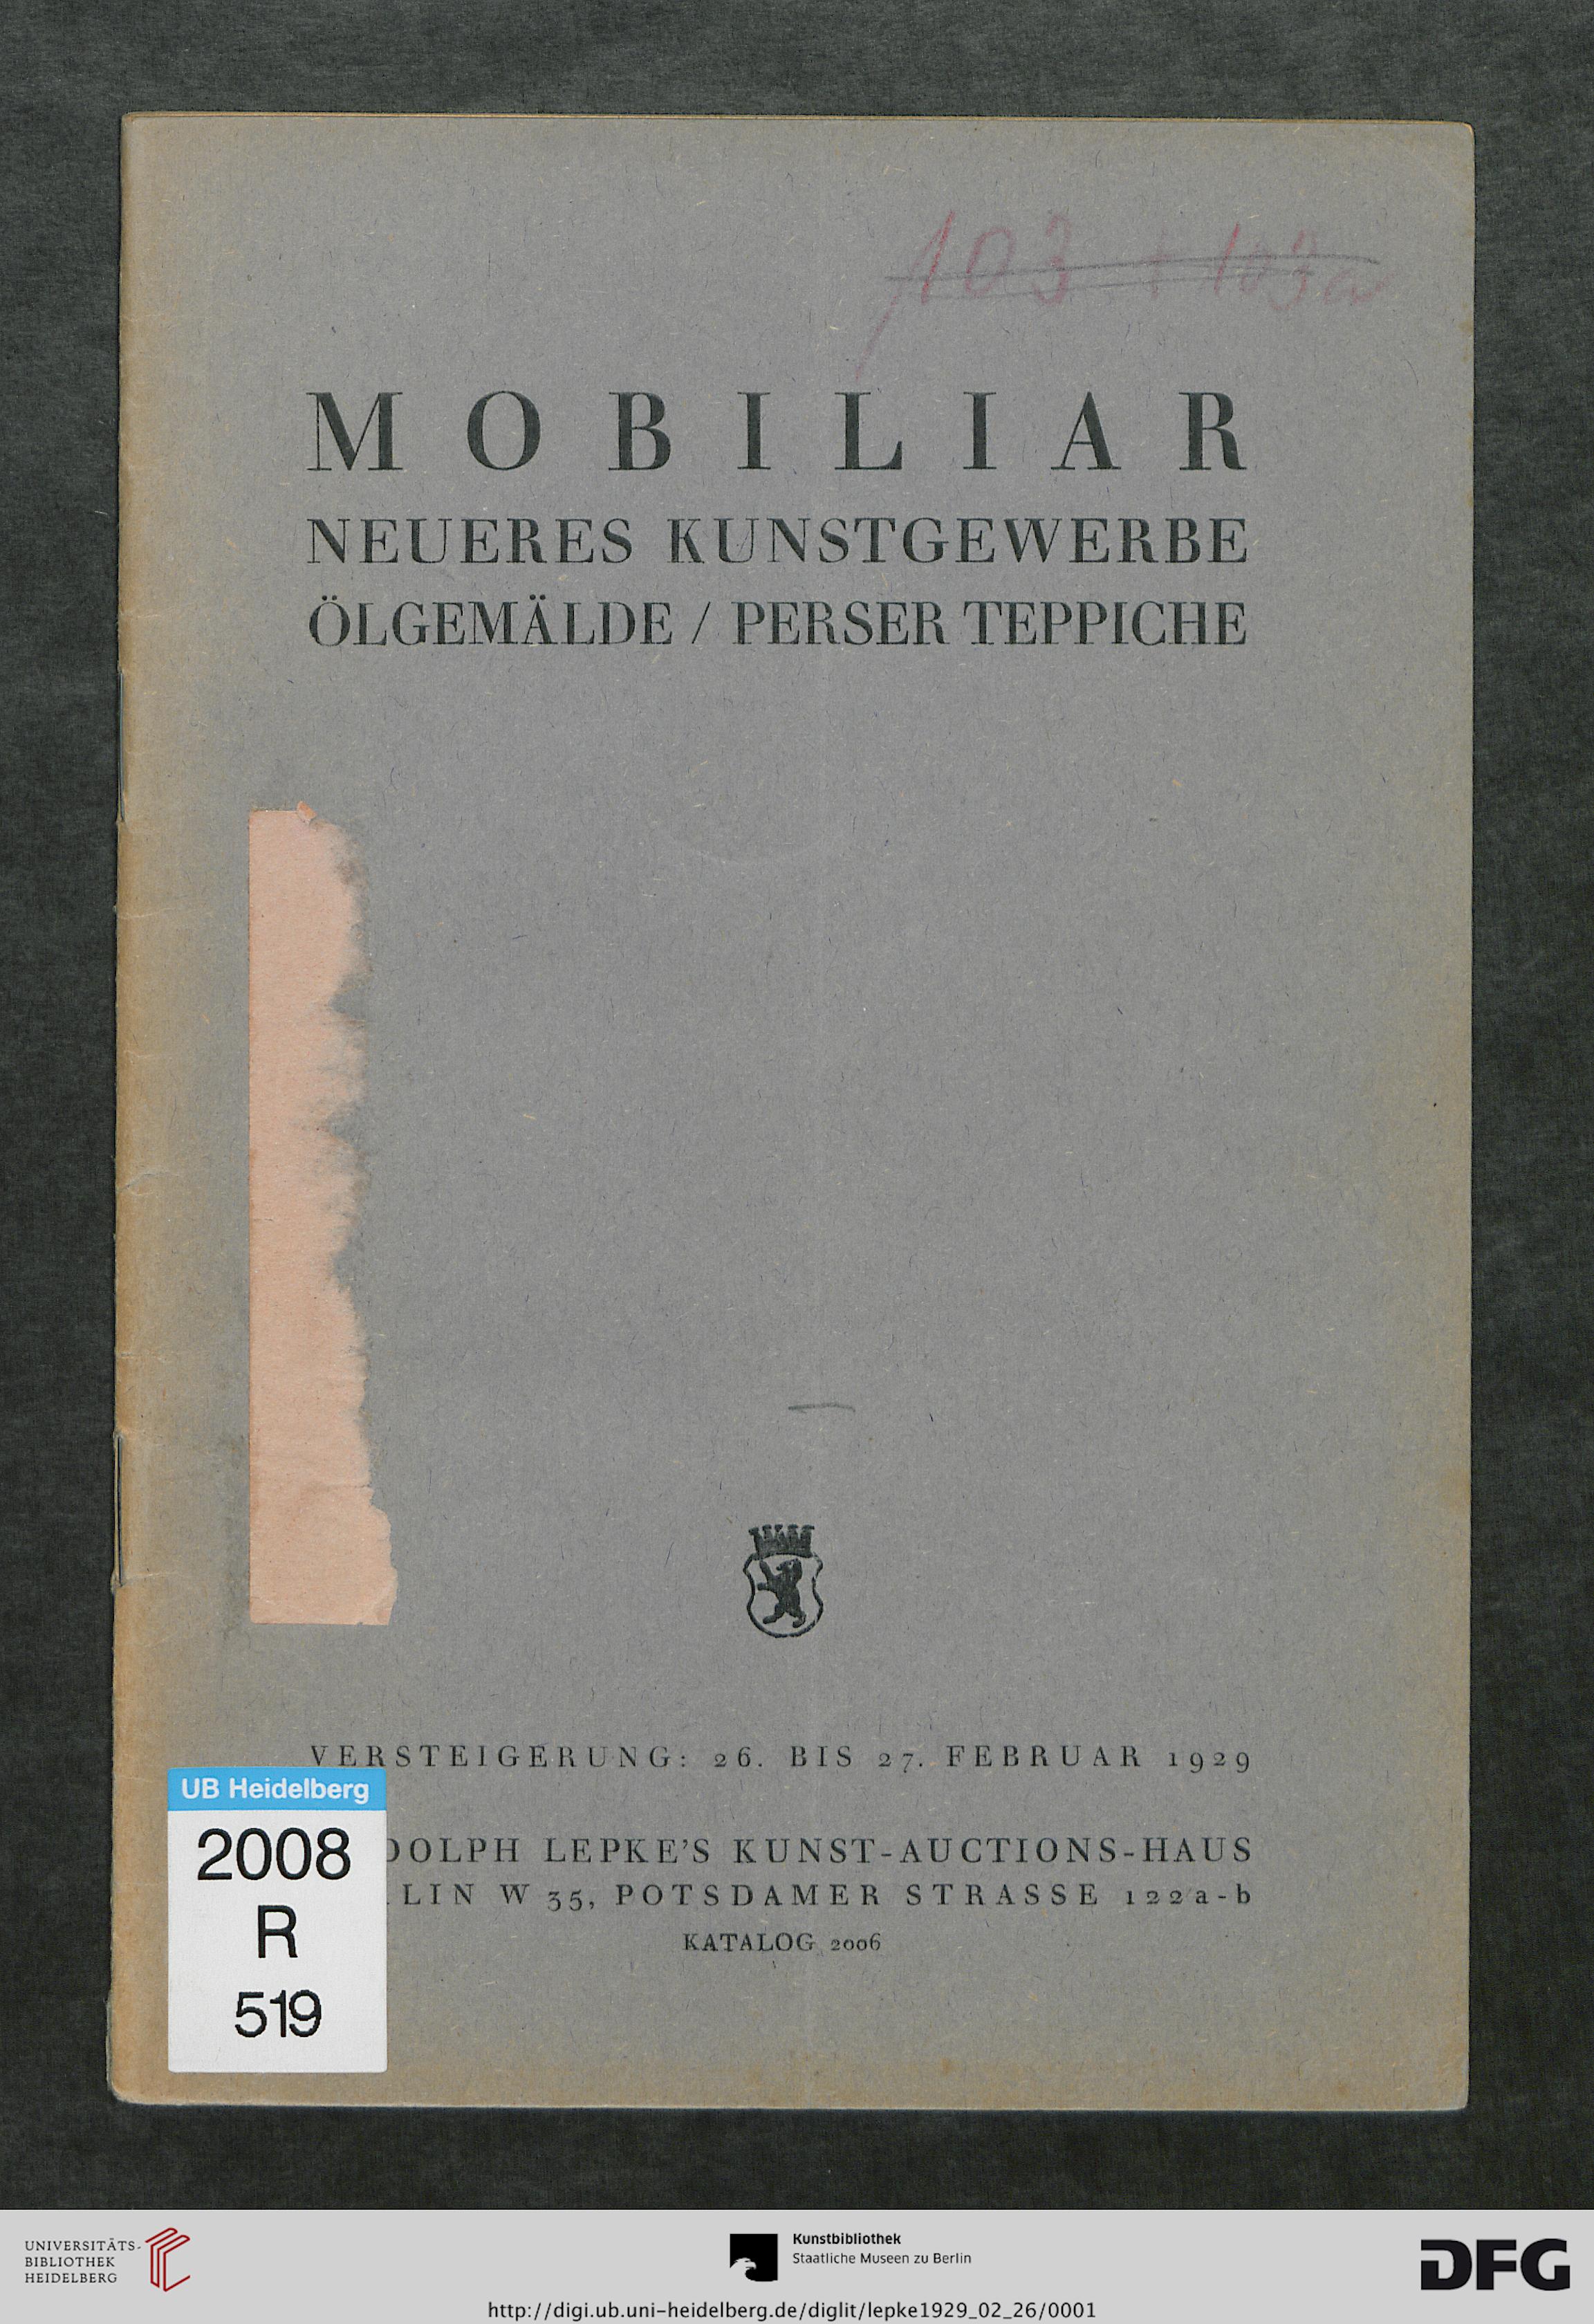 103 + 103a
MOBILIAR
NEUERES KUNSTGEWERBE
ÖLGEMÄLDE / PERSER TEPPICHE
VERSTEIGERUNG: 26. BIS 27. FEBRUAR 1929
DOLPH LEPKE'S KUNST-AUCTIONS-HAUS
LIN W 35, POTSDAMER STRASSE 122a-b
KATALOG 2006
UB Heidelberg
2008
R
519
UNIVERSITÄTS-
BIBLIOTHEK
HEIDELBERG
Kunstbibliothek
Staatliche Museen zu Berlin
DFG
http://digi.ub.uni-heidelberg.de/diglit/lepke1929_02_26/0001